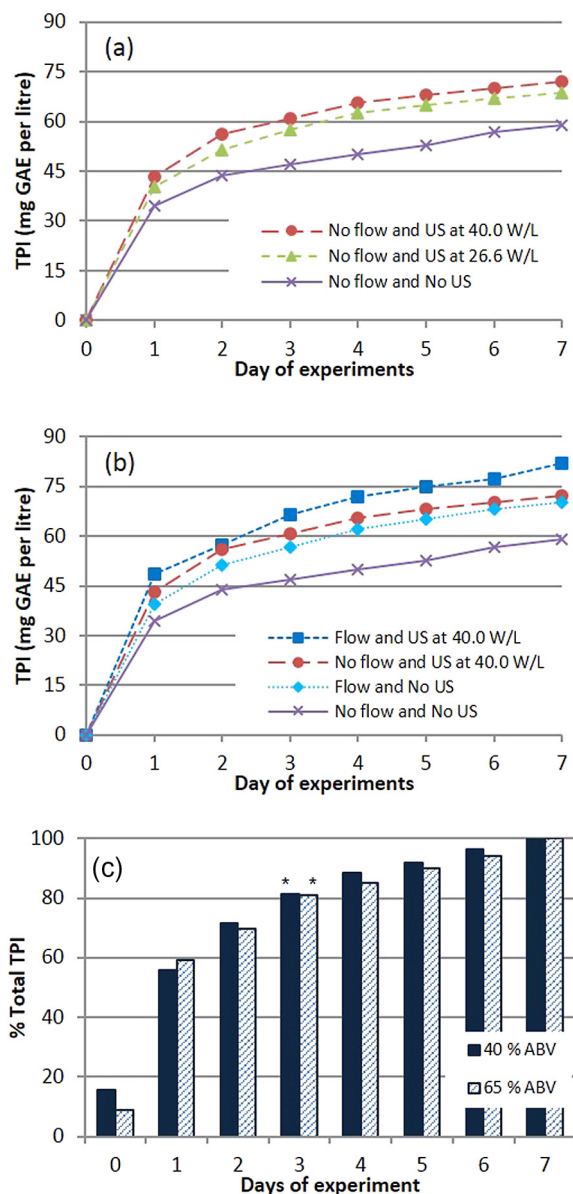 (a)
TPI (mg GAE per litre)
90
75
60
45
30
15
0
No flow and US at 40.0 W/L
No flow and US at 26.6 W/L
No flow and No US
0 1 2 3 4 5 6 7
Day of experiments
(b)
TPI (mg GAE per litre)
90
75
60
45
30
15
0
Flow and US at 40.0 W/L
No flow and US at 40.0 W/L
Flow and No US
No flow and No US
0 1 2 3 4 5 6 7
Day of experiments
(c)
% Total TPI
100
80
60
40
20
0
* *
40 % ABV
65 % ABV
0 1 2 3 4 5 6 7
Days of experiment